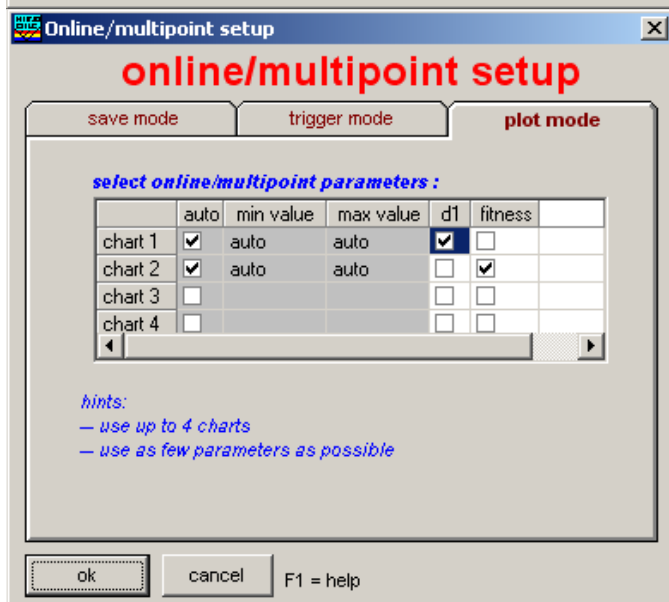 Online/multipoint setup
online/multipoint setup
save mode trigger mode plot mode
select online/multipoint parameters :
auto min value max value d1 fitness
chart 1 auto auto
chart 2 auto auto
chart 3
chart 4
hints:
— use up to 4 charts
— use as few parameters as possible
ok cancel F1 = help